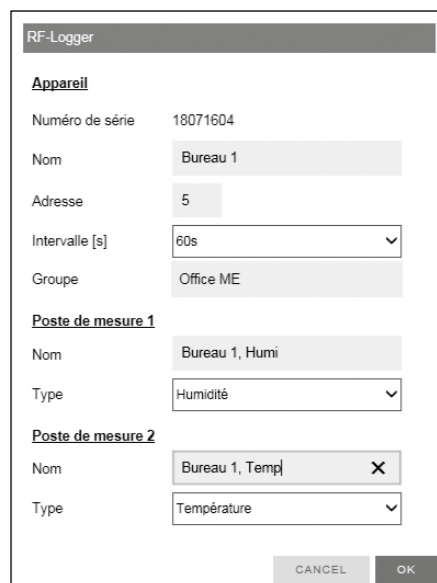 RF-Logger
Appareil
Numéro de série 18071604
Nom Bureau 1
Adresse 5
Intervalle [s] 60s
Groupe Office ME
Poste de mesure 1
Nom Bureau 1, Humi
Type Humidité
Poste de mesure 2
Nom Bureau 1, Temp
Type Température
CANCEL OK